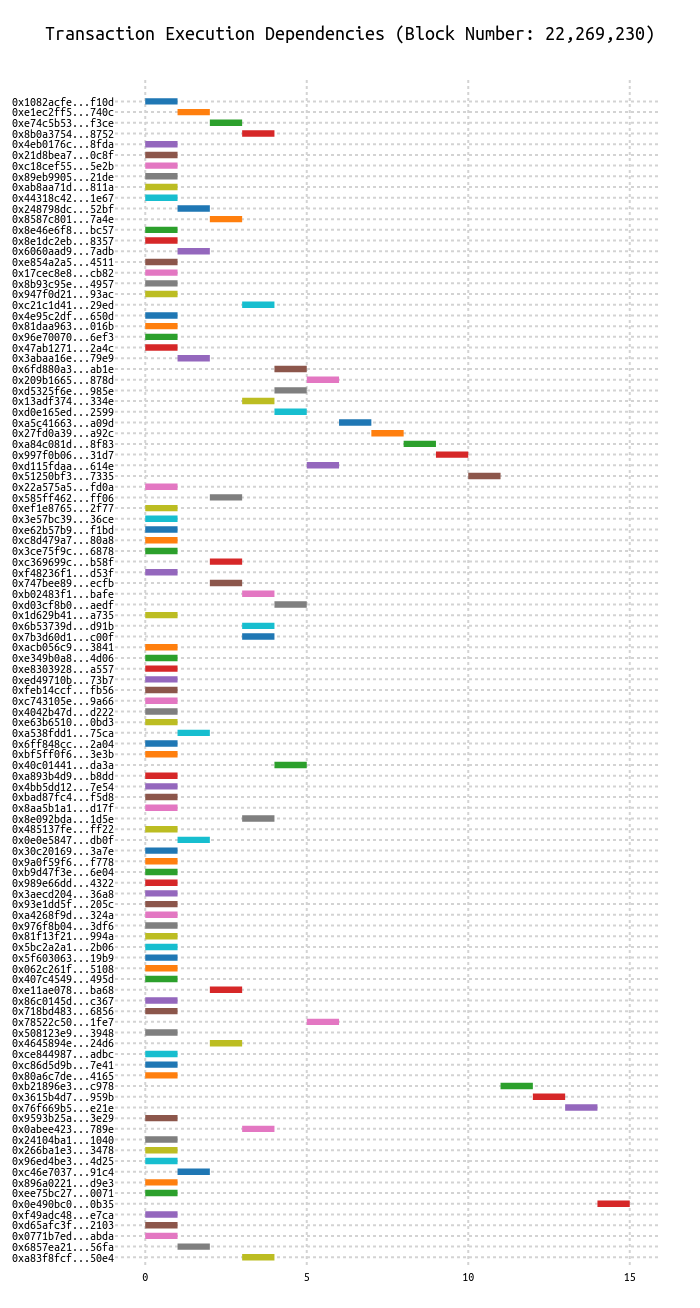 Transaction Execution Dependencies (Block Number: 22,269,230)
0x1082acfe...f10d
0xe1ec2ff5...740c
0xe74c5b53...f3ce
0x8b0a3754...8752
0x4eb0176c...8fda
0x21d8bea7...0c8f
0xc18cef55...5e2b
0x89eb9905...21de
0xab8aa71d...811a
0x44318c42...1e67
0x248798dc...52bf
0x8587c801...7a4e
0x8e46e6f8...bc57
0x8e1dc2eb...8357
0x6060aad9...7adb
0xe854a2a5...4511
0x17cec8e8...cb82
0x8b93c95e...4957
0x947f0d21...93ac
0xc21c1d41...29ed
0x4e95c2df...650d
0x81daa963...016b
0x96e70070...6ef3
0x47ab1271...2a4c
0x3abaa16e...79e9
0x6fd880a3...ab1e
0x209b1665...878d
0xd5325f6e...985e
0x13adf374...334e
0xd0e165ed...2599
0xa5c41663...a09d
0x27fd0a39...a92c
0xa84c081d...8f83
0x997f0b06...31d7
0xd115fdaa...614e
0x51250bf3...7335
0x22a575a5...fd0a
0x585ff462...ff06
0xef1e8765...2f77
0x3e57bc39...36ce
0xe62b57b9...f1bd
0xc8d479a7...80a8
0x3ce75f9c...6878
0xc369699c...b58f
0xf48236f1...d53f
0x747bee89...ecfb
0xb02483f1...bafe
0xd03cf8b0...aedf
0x1d629b41...a735
0x6b53739d...d91b
0x7b3d60d1...c00f
0xacb056c9...3841
0xe349b0a8...4d06
0xe8303928...a557
0xed49710b...73b7
0xfeb14ccf...fb56
0xc743105e...9a66
0x4042b47d...d222
0xe63b6510...0bd3
0xa538fdd1...75ca
0x6ff848cc...2a04
0xbf5ff0f6...3e3b
0x40c01441...da3a
0xa893b4d9...b8dd
0x4bb5dd12...7e54
0xbad87fc4...f5d8
0x8aa5b1a1...d17f
0x8e092bda...1d5e
0x485137fe...ff22
0x0e0e5847...db0f
0x30c20169...3a7e
0x9a0f59f6...f778
0xb9d47f3e...6e04
0x989e66dd...4322
0x3aecd204...36a8
0x93e1dd5f...205c
0xa4268f9d...324a
0x976f8b04...3df6
0x81f13f21...994a
0x5bc2a2a1...2b06
0x5f603063...19b9
0x062c261f...5108
0x407c4549...495d
0xe11ae078...ba68
0x86c0145d...c367
0x718bd483...6856
0x78522c50...1fe7
0x508123e9...3948
0x4645894e...24d6
0xce844987...adbc
0xc86d5d9b...7e41
0x80a6c7de...4165
0xb21896e3...c978
0x3615b4d7...959b
0x76f669b5...e21e
0x9593b25a...3e29
0x0abee423...789e
0x24104ba1...1040
0x266ba1e3...3478
0x96ed4be3...4d25
0xc46e7037...91c4
0x896a0221...d9e3
0xee75bc27...0071
0x0e490bc0...0b35
0xf49adc48...e7ca
0xd65afc3f...2103
0x0771b7ed...abda
0x6857ea21...56fa
0xa83f8fcf...50e4
0 5 10 15